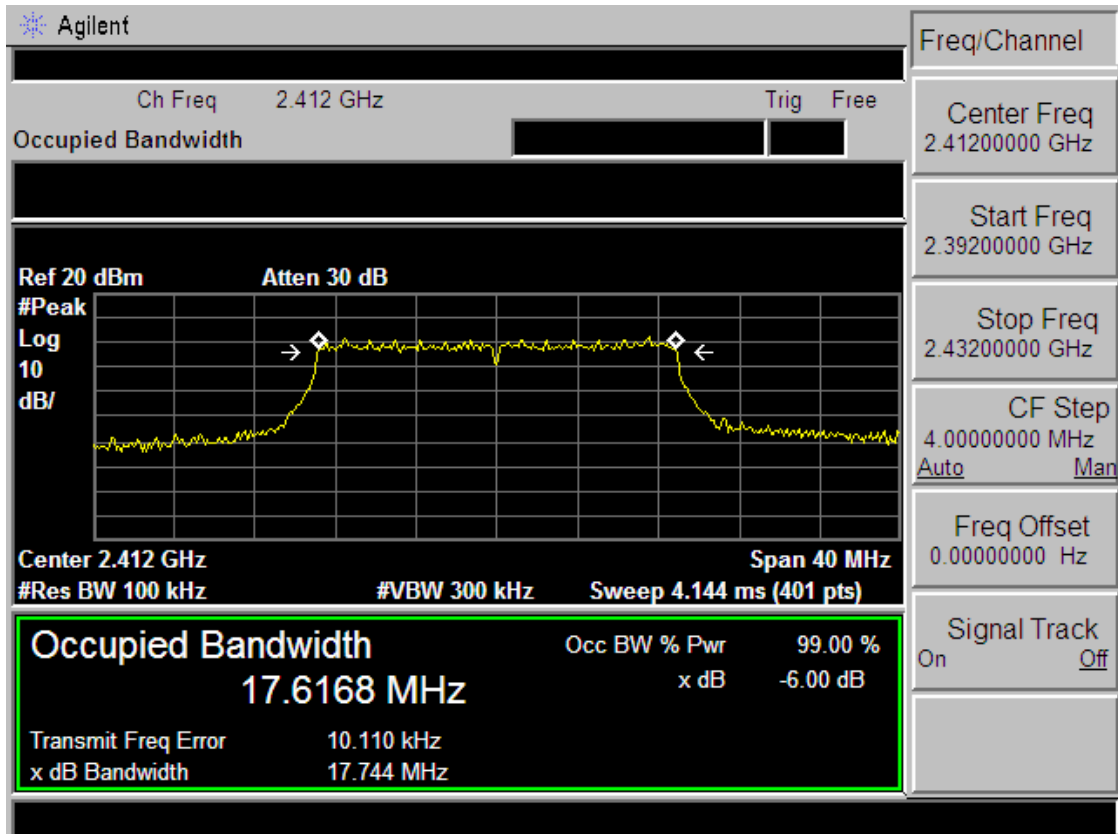 Agilent
Ch Freq 2.412 GHz Trig Free
Occupied Bandwidth
Ref 20 dBm Atten 30 dB
#Peak
Log
10
dB/
Center 2.412 GHz Span 40 MHz
#Res BW 100 kHz #VBW 300 kHz Sweep 4.144 ms (401 pts)
Occupied Bandwidth Occ BW % Pwr 99.00 %
17.6168 MHz x dB -6.00 dB
Transmit Freq Error 10.110 kHz
x dB Bandwidth 17.744 MHz
Freq/Channel
Center Freq
2.41200000 GHz
Start Freq
2.39200000 GHz
Stop Freq
2.43200000 GHz
CF Step
4.00000000 MHz
Auto Man
Freq Offset
0.00000000 Hz
Signal Track
On Off